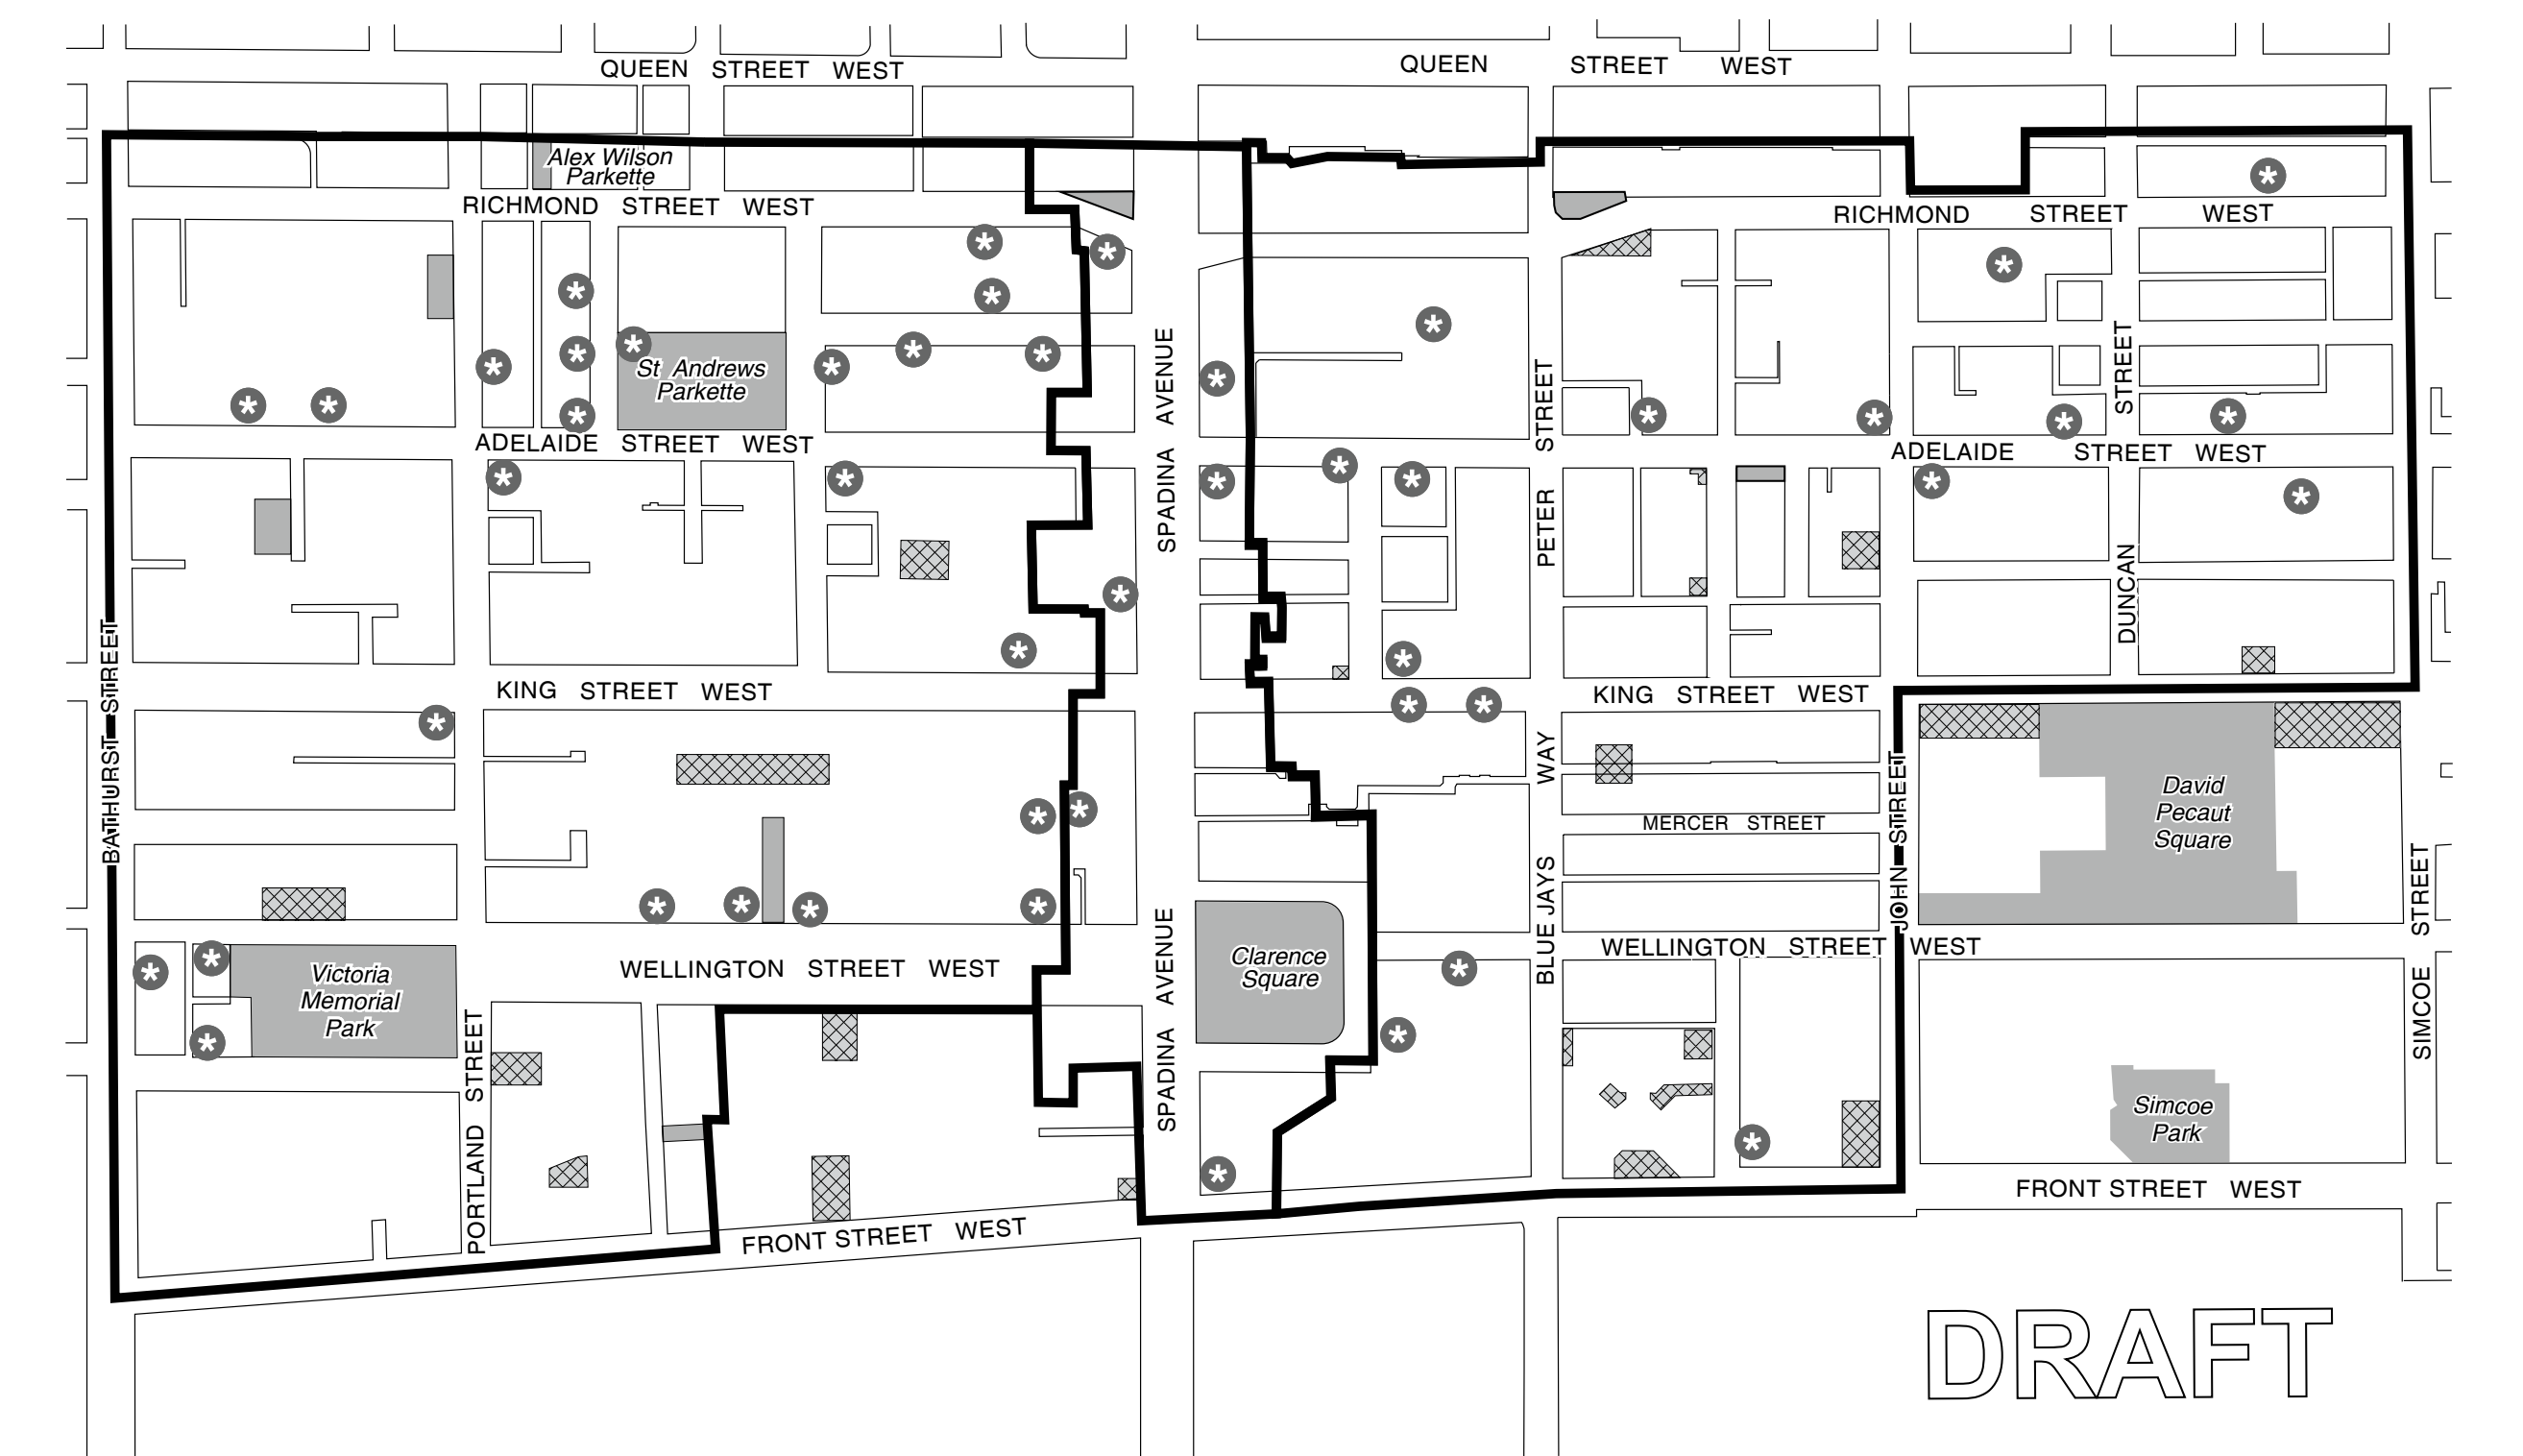 QUEEN STREET WEST
QUEEN STREET WEST
Alex Wilson
Parkette
RICHMOND STREET WEST
RICHMOND STREET WEST
St Andrews
Parkette
ADELAIDE STREET WEST
ADELAIDE STREET WEST
SPADINA AVENUE
PETER STREET
DUNCAN STREET
BATHURST STREET
KING STREET WEST
KING STREET WEST
MERCER STREET
BLUE JAYS WAY
JOHN STREET
David
Pecaut
Square
SIMCOE STREET
WELLINGTON STREET WEST
WELLINGTON STREET WEST
Clarence
Square
Victoria
Memorial
Park
PORTLAND STREET
SPADINA AVENUE
Simcoe
Park
FRONT STREET WEST
FRONT STREET WEST
DRAFT